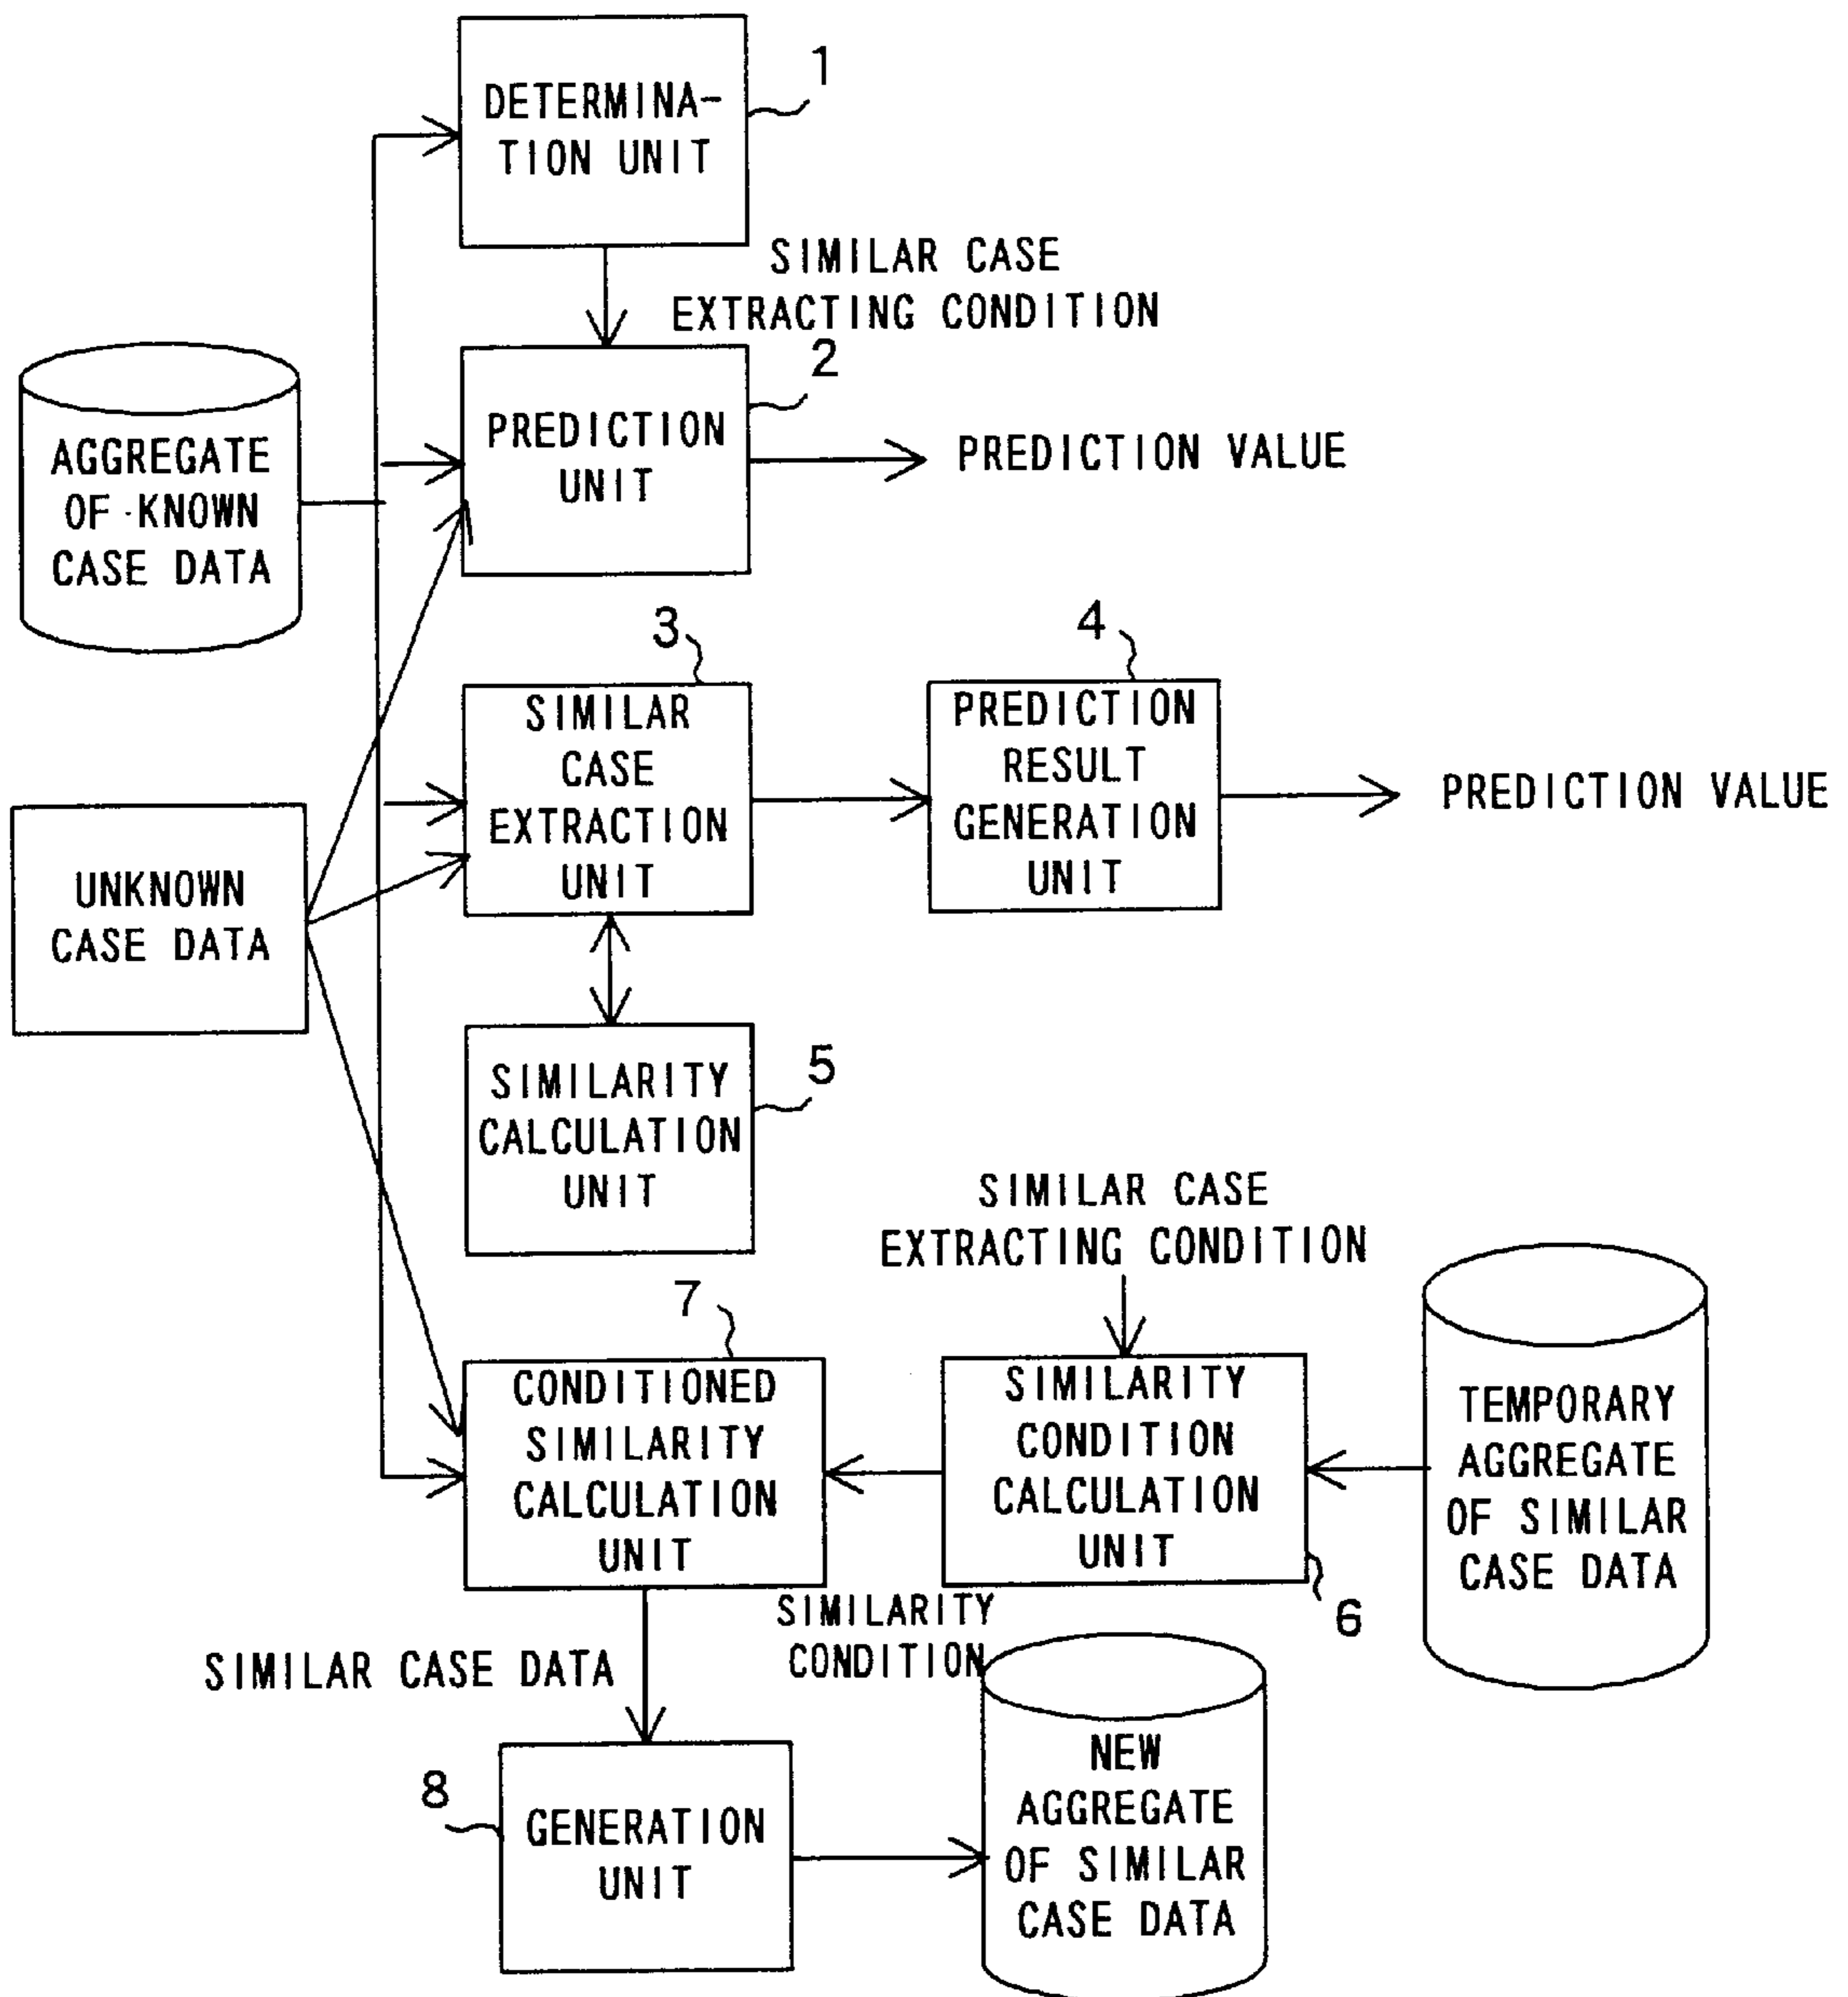 1
DETERMINA-
TION UNIT
SIMILAR CASE
EXTRACTING CONDITION
2
PREDICTION
UNIT
PREDICTION VALUE
AGGREGATE
OF KNOWN
CASE DATA
3
SIMILAR
CASE
EXTRACTION
UNIT
4
PREDICTION
RESULT
GENERATION
UNIT
PREDICTION VALUE
UNKNOWN
CASE DATA
5
SIMILARITY
CALCULATION
UNIT
SIMILAR CASE
EXTRACTING CONDITION
7
CONDITIONED
SIMILARITY
CALCULATION
UNIT
SIMILARITY
CONDITION
CALCULATION
UNIT
6
TEMPORARY
AGGREGATE
OF SIMILAR
CASE DATA
SIMILARITY
CONDITION
SIMILAR CASE DATA
8
GENERATION
UNIT
NEW
AGGREGATE
OF SIMILAR
CASE DATA